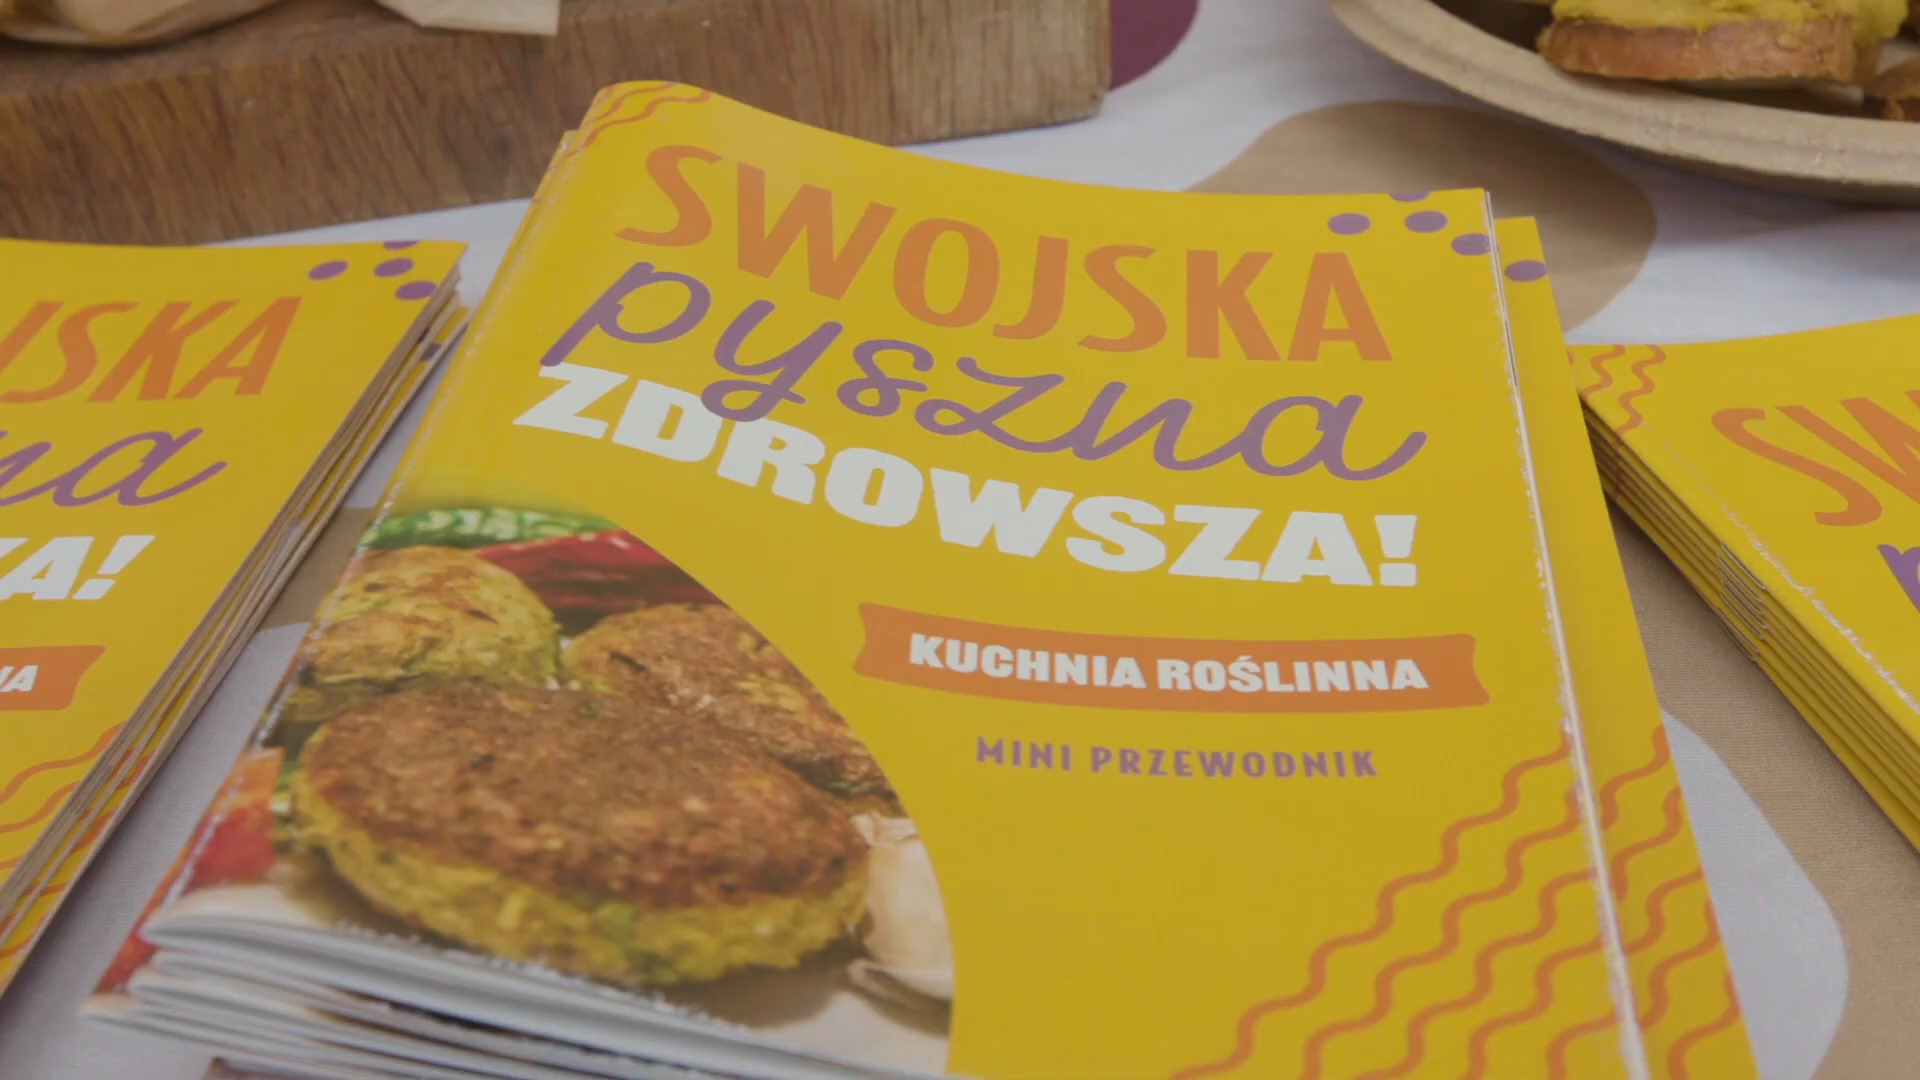 SWOJSKA
pyszna
ZDROWSZA!
KUCHNIA ROŚLINNA
MINI PRZEWODNIK